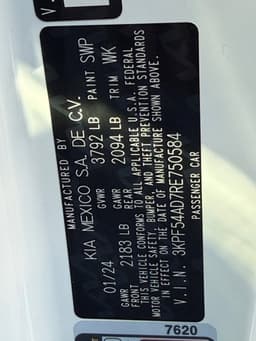 MANUFACTURED BY
KIA MEXICO S.A. DE C.V.
01/24 GVWR 3792 LB PAINT SWP
GAWR FRONT 2183 LB GAWR REAR 2094 LB TRIM WK
THIS VEHICLE CONFORMS TO ALL APPLICABLE U.S.A. FEDERAL
MOTOR VEHICLE SAFETY, BUMPER, AND THEFT PREVENTION STANDARDS
IN EFFECT ON THE DATE OF MANUFACTURE SHOWN ABOVE.
V.I.N. 3KPF54AD7RE750584
PASSENGER CAR
7620